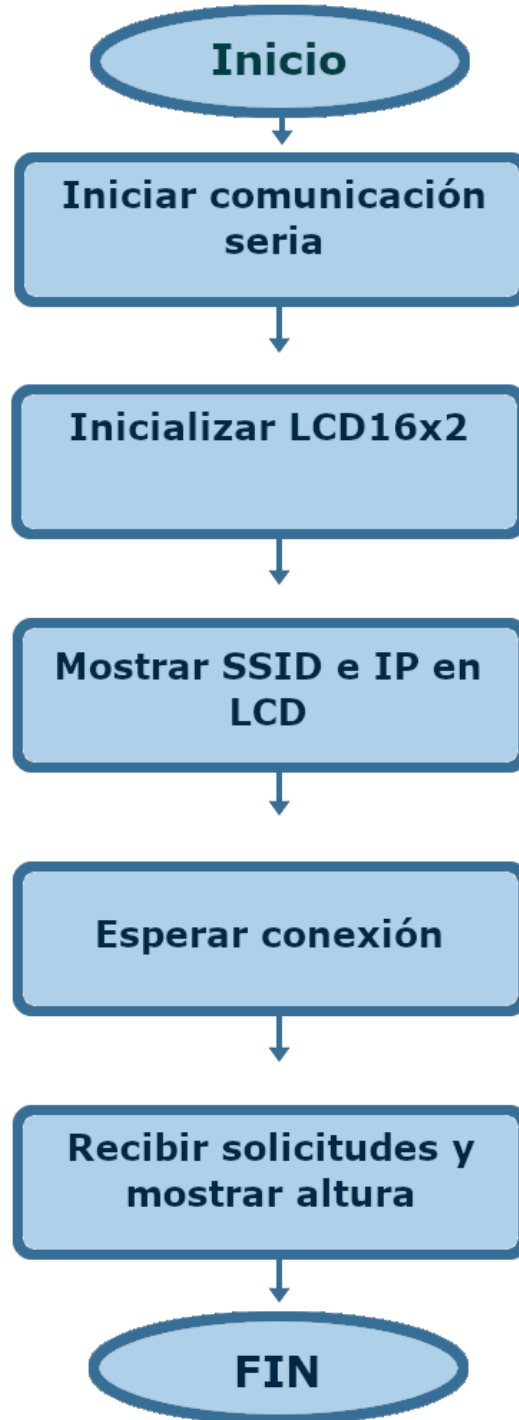 Inicio
Iniciar comunicación
seria
Inicializar LCD16x2
Mostrar SSID e IP en
LCD
Esperar conexión
Recibir solicitudes y
mostrar altura
FIN